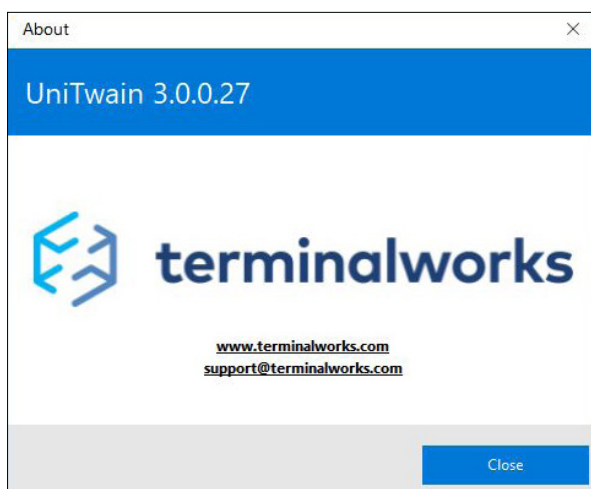 About
UniTwain 3.0.0.27
terminalworks
www.terminalworks.com
support@terminalworks.com
Close